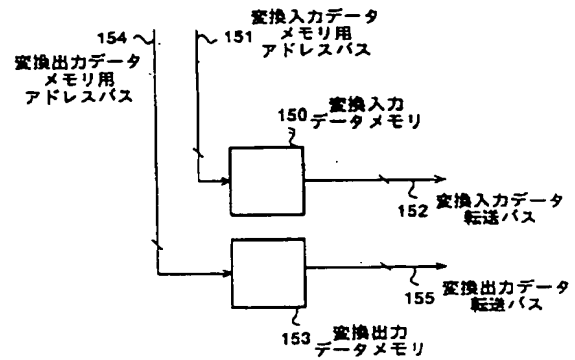 154
151
変換入力データ
メモリ用
アドレスバス
変換出力データ
メモリ用
アドレスバス
150
変換入力
データメモリ
152
変換入力データ
転送バス
155
変換出力データ
転送バス
153
変換出力
データメモリ